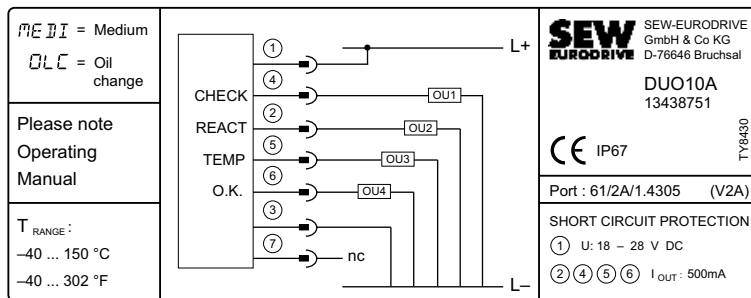 MEDI = Medium
OLC = Oil
change
Please note
Operating
Manual
T RANGE :
–40 ... 150 °C
–40 ... 302 °F
1 L+
4
CHECK OU1
2
REACT OU2
5
TEMP OU3
6
O.K. OU4
3
7
nc
L–
SEW
EURODRIVE
SEW-EURODRIVE
GmbH & Co KG
D-76646 Bruchsal
DUO10A
13438751
CE IP67
TY8430
Port : 61/2A/1.4305 (V2A)
SHORT CIRCUIT PROTECTION
1 U: 18 – 28 V DC
2 4 5 6 I OUT : 500mA